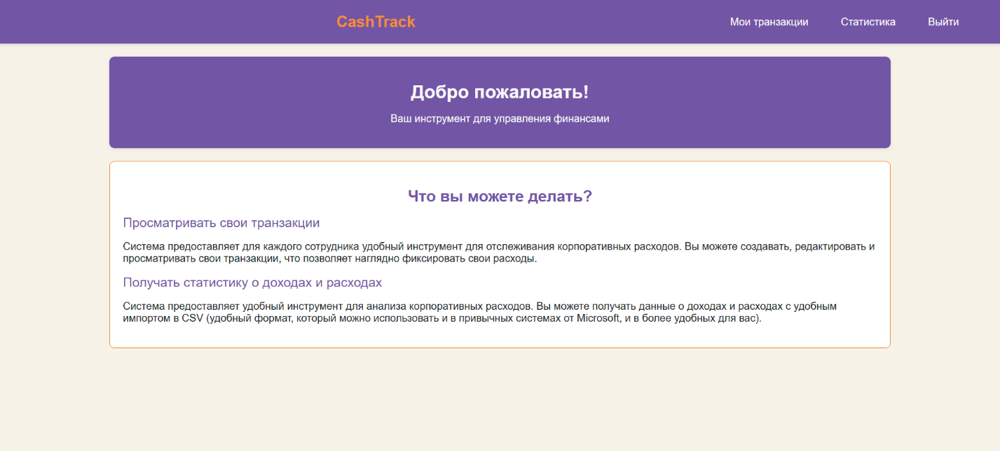 CashTrack
Мои транзакции
Статистика
Выйти
Добро пожаловать!
Ваш инструмент для управления финансами
Что вы можете делать?
Просматривать свои транзакции
Система предоставляет для каждого сотрудника удобный инструмент для отслеживания корпоративных расходов. Вы можете создавать, редактировать и
просматривать свои транзакции, что позволяет наглядно фиксировать свои расходы.
Получать статистику о доходах и расходах
Система предоставляет удобный инструмент для анализа корпоративных расходов. Вы можете получать данные о доходах и расходах с удобным
импортом в CSV (удобный формат, который можно использовать и в привычных системах от Microsoft, и в более удобных для вас).